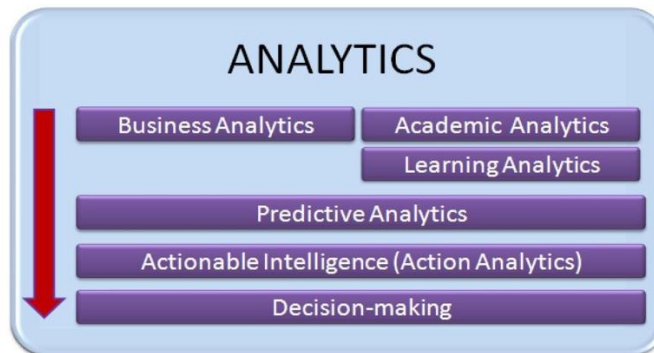 ANALYTICS
Business Analytics
Academic Analytics
Learning Analytics
Predictive Analytics
Actionable Intelligence (Action Analytics)
Decision-making